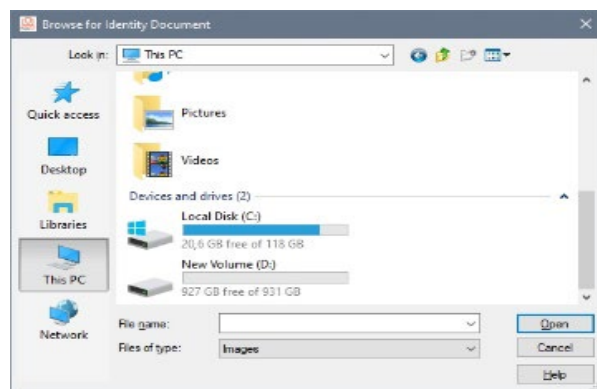 Browse for Identity Document
Look in: This PC
Quick access
Desktop
Libraries
This PC
Network
Pictures
Videos
Devices and drives (2)
Local Disk (C:)
20,6 GB free of 118 GB
New Volume (D:)
927 GB free of 931 GB
File name:
Open
Files of type: Images
Cancel
Help